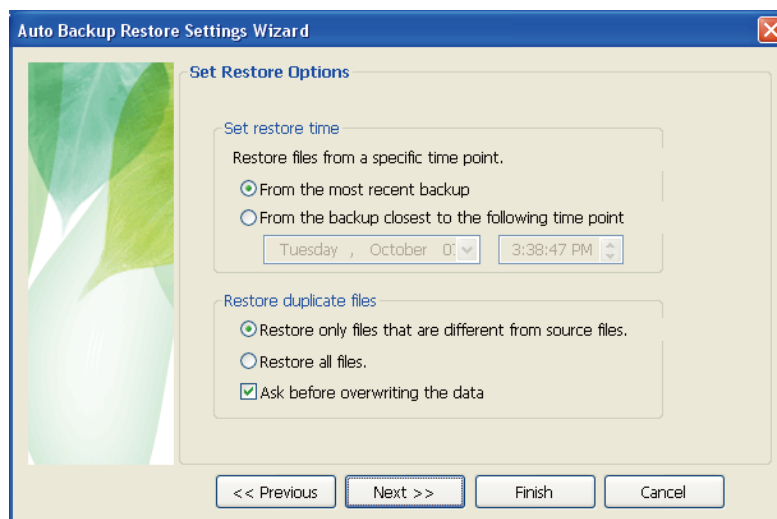 Auto Backup Restore Settings Wizard
Set Restore Options
Set restore time
Restore files from a specific time point.
From the most recent backup
From the backup closest to the following time point
Tuesday , October 3:38:47 PM
Restore duplicate files
Restore only files that are different from source files.
Restore all files.
Ask before overwriting the data
<< Previous Next >> Finish Cancel